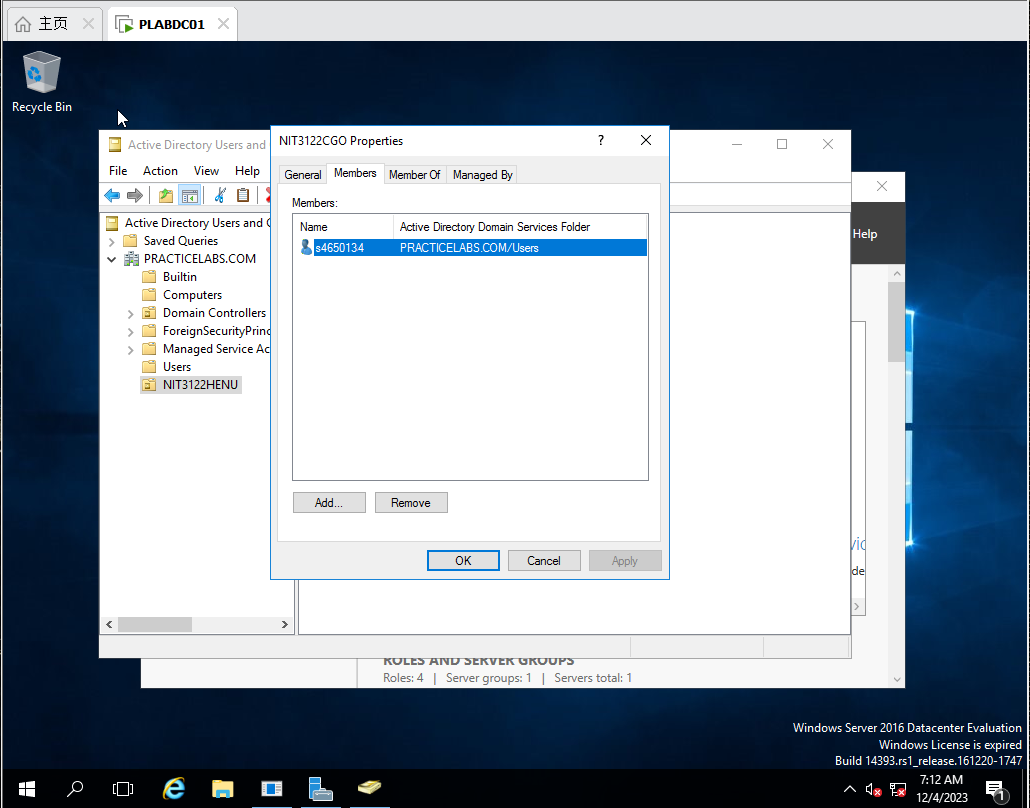 主页
PLABDC01
Recycle Bin
Active Directory Users and
File Action View Help
Active Directory Users and C
Saved Queries
PRACTICELABS.COM
Builtin
Computers
Domain Controllers
ForeignSecurityPrinc
Managed Service Ac
Users
NIT3122HENU
NIT3122CGO Properties
?
General Members Member Of Managed By
Members:
Name Active Directory Domain Services Folder
s4650134 PRACTICELABS.COM/Users
Add... Remove
OK Cancel Apply
Help
vic
de
ROLES AND SERVER GROUPS
Roles: 4 | Server groups: 1 | Servers total: 1
Windows Server 2016 Datacenter Evaluation
Windows License is expired
Build 14393.rs1_release.161220-1747
7:12 AM
12/4/2023
1